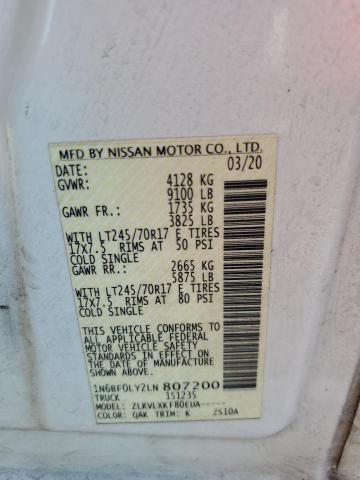 MFD BY NISSAN MOTOR CO., LTD.
DATE: 03/20
GVWR: 4128 KG
9100 LB
GAWR FR.: 1735 KG
3825 LB
WITH LT245/70R17 E TIRES
17X7.5 RIMS AT 50 PSI
COLD SINGLE
GAWR RR.: 2665 KG
5875 LB
WITH LT245/70R17 E TIRES
17X7.5 RIMS AT 80 PSI
COLD SINGLE
THIS VEHICLE CONFORMS TO
ALL APPLICABLE FEDERAL
MOTOR VEHICLE SAFETY
STANDARDS IN EFFECT ON
THE DATE OF MANUFACTURE
SHOWN ABOVE.
1N6BF0LY2LN 807200
TRUCK 151235
MODEL: ZLKVLXKF80EUA-----
COLOR: QAK TRIM: K ZS10A